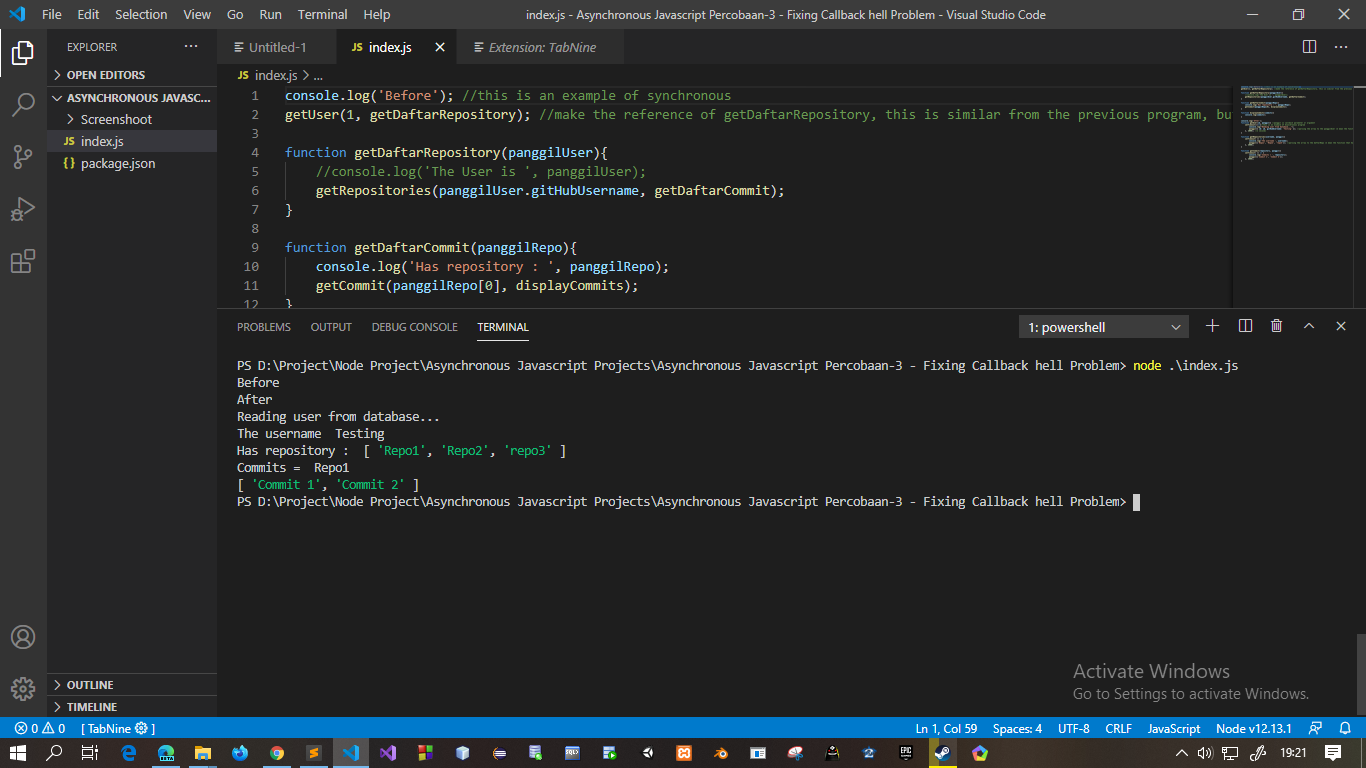 File Edit Selection View Go Run Terminal Help
index.js - Asynchronous Javascript Percobaan-3 - Fixing Callback hell Problem - Visual Studio Code
EXPLORER ...
Untitled-1
JS index.js
Extension: TabNine
OPEN EDITORS
ASYNCHRONOUS JAVASC...
Screenshoot
JS index.js
{} package.json
JS index.js > ...
1 console.log('Before'); //this is an example of synchronous
2 getUser(1, getDaftarRepository); //make the reference of getDaftarRepository, this is similar from the previous program, bu
3
4 function getDaftarRepository(panggilUser){
5 //console.log('The User is ', panggilUser);
6 getRepositories(panggilUser.gitHubUsername, getDaftarCommit);
7 }
8
9 function getDaftarCommit(panggilRepo){
10 console.log('Has repository : ', panggilRepo);
11 getCommit(panggilRepo[0], displayCommits);
12 }
PROBLEMS OUTPUT DEBUG CONSOLE TERMINAL
1: powershell
PS D:\Project\Node Project\Asynchronous Javascript Projects\Asynchronous Javascript Percobaan-3 - Fixing Callback hell Problem> node .\index.js
Before
After
Reading user from database...
The username  Testing
Has repository :  [ 'Repo1', 'Repo2', 'repo3' ]
Commits =  Repo1
[ 'Commit 1', 'Commit 2' ]
PS D:\Project\Node Project\Asynchronous Javascript Projects\Asynchronous Javascript Percobaan-3 - Fixing Callback hell Problem>
Activate Windows
Go to Settings to activate Windows.
OUTLINE
TIMELINE
0 0 [ TabNine ]
Ln 1, Col 59 Spaces: 4 UTF-8 CRLF JavaScript Node v12.13.1
19:21